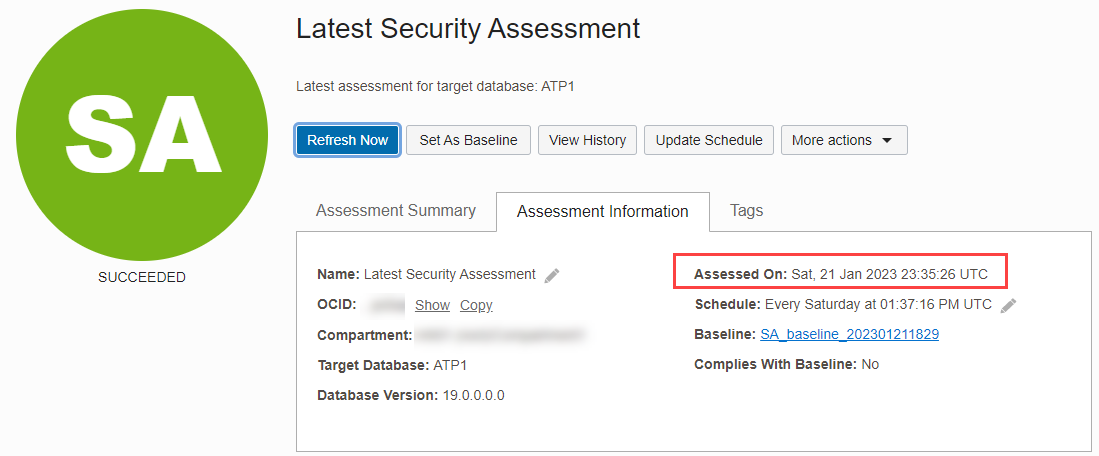 SA
SUCCEEDED
Latest Security Assessment
Latest assessment for target database: ATP1
Refresh Now Set As Baseline View History Update Schedule More actions
Assessment Summary Assessment Information Tags
Name: Latest Security Assessment
OCID: Show Copy
Compartment:
Target Database: ATP1
Database Version: 19.0.0.0.0
Assessed On: Sat, 21 Jan 2023 23:35:26 UTC
Schedule: Every Saturday at 01:37:16 PM UTC
Baseline: SA_baseline_202301211829
Complies With Baseline: No